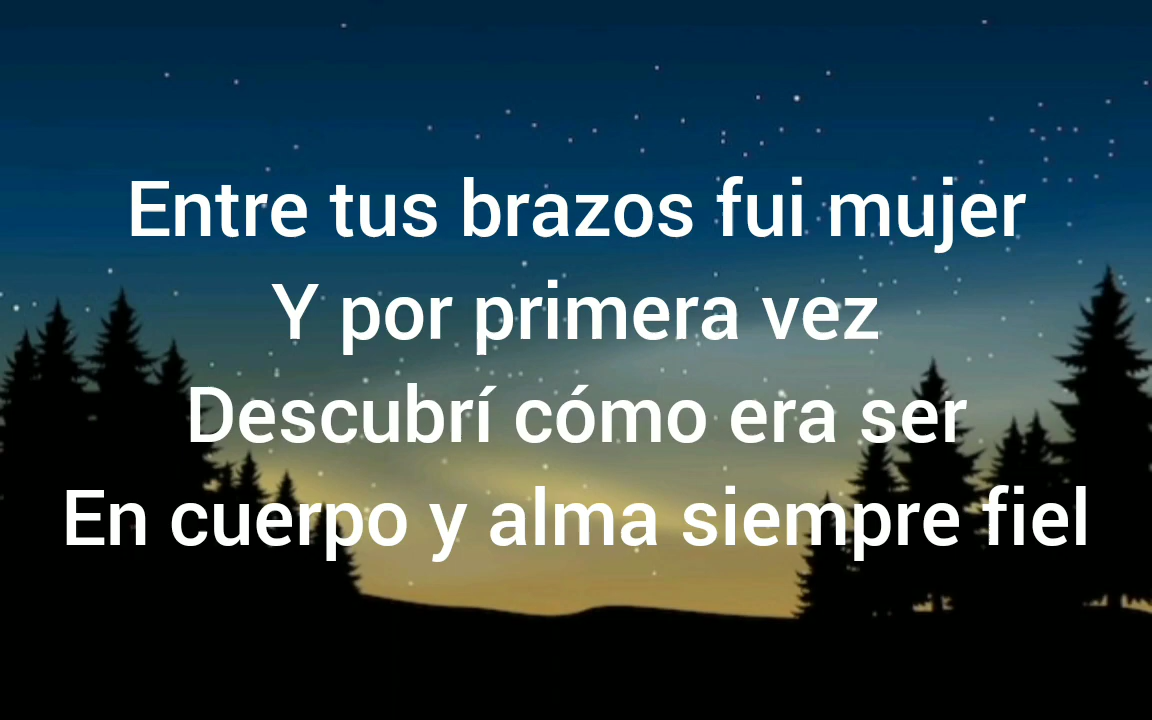 Entre tus brazos fui mujer
Y por primera vez
Descubrí cómo era ser
En cuerpo y alma siempre fiel